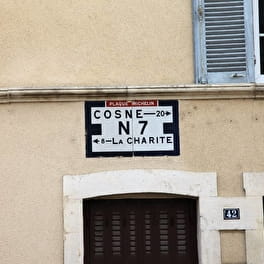 PLAQUE MICHELIN
COSNE—20→
N7
←8—LA CHARITE
42